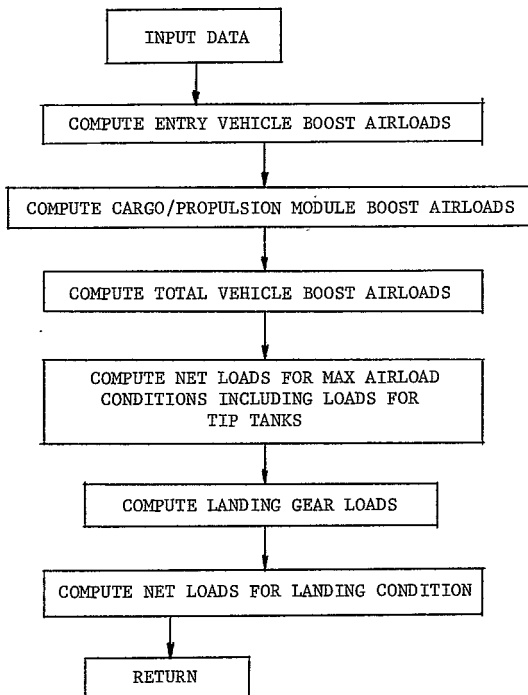 INPUT DATA
COMPUTE ENTRY VEHICLE BOOST AIRLOADS
COMPUTE CARGO/PROPULSION MODULE BOOST AIRLOADS
COMPUTE TOTAL VEHICLE BOOST AIRLOADS
COMPUTE NET LOADS FOR MAX AIRLOAD
CONDITIONS INCLUDING LOADS FOR
TIP TANKS
COMPUTE LANDING GEAR LOADS
COMPUTE NET LOADS FOR LANDING CONDITION
RETURN